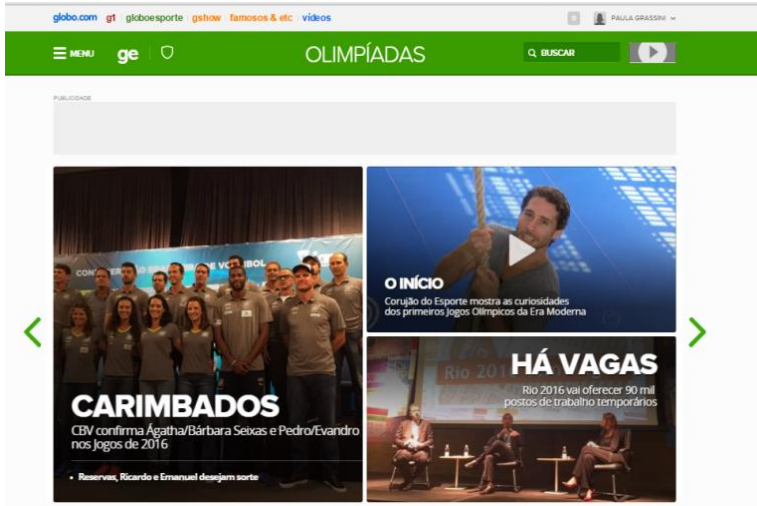 globo.com g1 globoesporte gshow famosos & etc vídeos
PAULA GRASSINI
MENU ge OLIMPÍADAS BUSCAR
PUBLICIDADE
CARIMBADOS
CBV confirma Ágatha/Bárbara Seixas e Pedro/Evandro
nos Jogos de 2016
• Reservas, Ricardo e Emanuel desejam sorte
O INÍCIO
Corujão do Esporte mostra as curiosidades
dos primeiros Jogos Olímpicos da Era Moderna
Rio 201
HÁ VAGAS
Rio 2016 vai oferecer 90 mil
postos de trabalho temporários